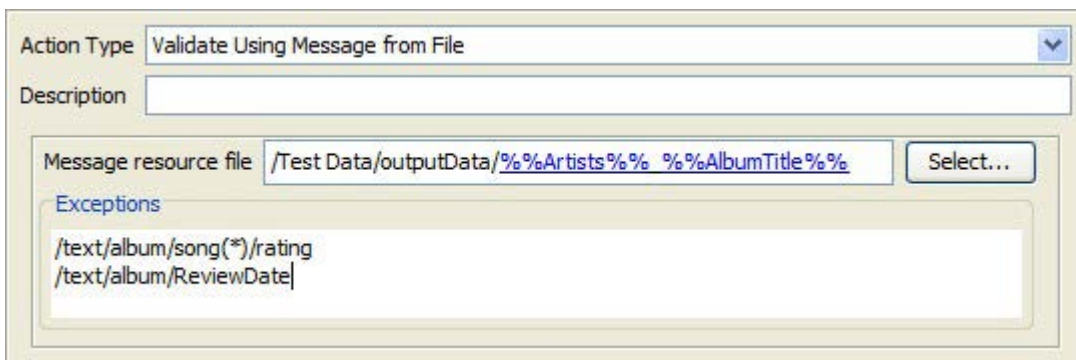 Action Type Validate Using Message from File
Description
Message resource file /Test Data/outputData/%%Artists%%_%%AlbumTitle%% Select...
Exceptions
/text/album/song(*)/rating
/text/album/ReviewDate